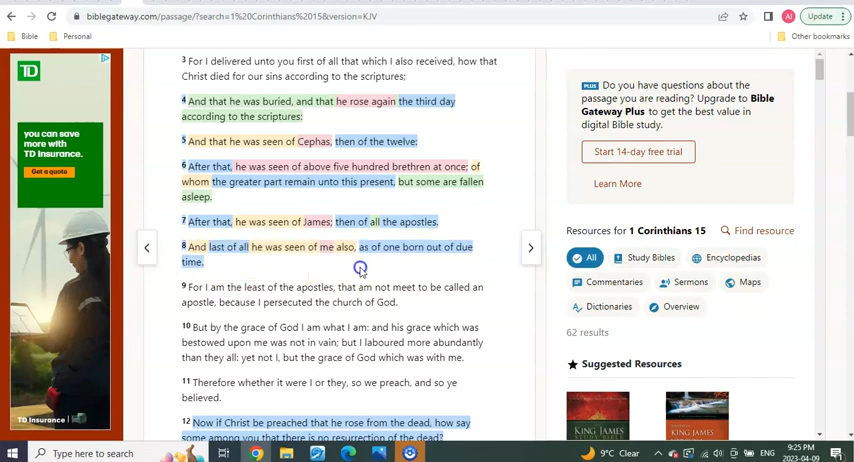 biblegateway.com/passage/?search=1%20Corinthians%2015&version=KJV
AI
Update
Bible
Personal
Other bookmarks
TD
you can save
more with
TD Insurance.
Get a quote
TD Insurance
3 For I delivered unto you first of all that which I also received, how that
Christ died for our sins according to the scriptures;
4 And that he was buried, and that he rose again the third day
according to the scriptures:
5 And that he was seen of Cephas, then of the twelve:
6 After that, he was seen of above five hundred brethren at once; of
whom the greater part remain unto this present, but some are fallen
asleep.
7 After that, he was seen of James; then of all the apostles.
8 And last of all he was seen of me also, as of one born out of due
time.
9 For I am the least of the apostles, that am not meet to be called an
apostle, because I persecuted the church of God.
10 But by the grace of God I am what I am: and his grace which was
bestowed upon me was not in vain; but I laboured more abundantly
than they all: yet not I, but the grace of God which was with me.
11 Therefore whether it were I or they, so we preach, and so ye
believed.
12 Now if Christ be preached that he rose from the dead, how say
some among you that there is no resurrection of the dead?
PLUS Do you have questions about the
passage you are reading? Upgrade to Bible
Gateway Plus to get the best value in
digital Bible study.
Start 14-day free trial
Learn More
Resources for 1 Corinthians 15
Find resource
All
Study Bibles
Encyclopedias
Commentaries
Sermons
Maps
Dictionaries
Overview
62 results
Suggested Resources
KING JAMES
KING JAMES
Type here to search
9°C Clear
ENG
9:25 PM
2023-04-09